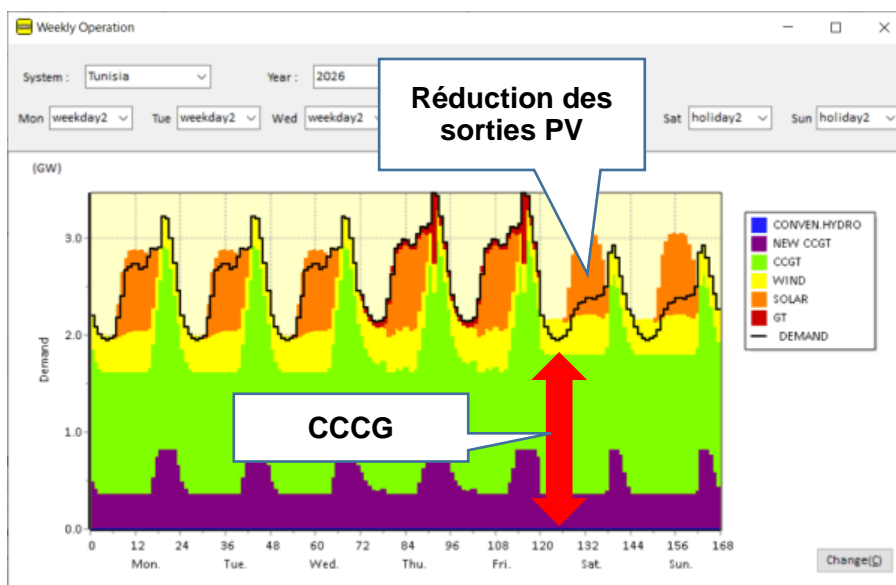 Weekly Operation
System : Tunisia Year : 2026
Mon weekday2 Tue weekday2 Wed weekday2 Sat holiday2 Sun holiday2
Réduction des
sorties PV
(GW)
3.0
2.0
1.0
0.0
Demand
CCCG
0 12 24 36 48 60 72 84 96 108 120 132 144 156 168
Mon. Tue. Wed. Thu. Fri. Sat. Sun.
CONVEN.HYDRO
NEW CCGT
CCGT
WIND
SOLAR
GT
DEMAND
Change(C)